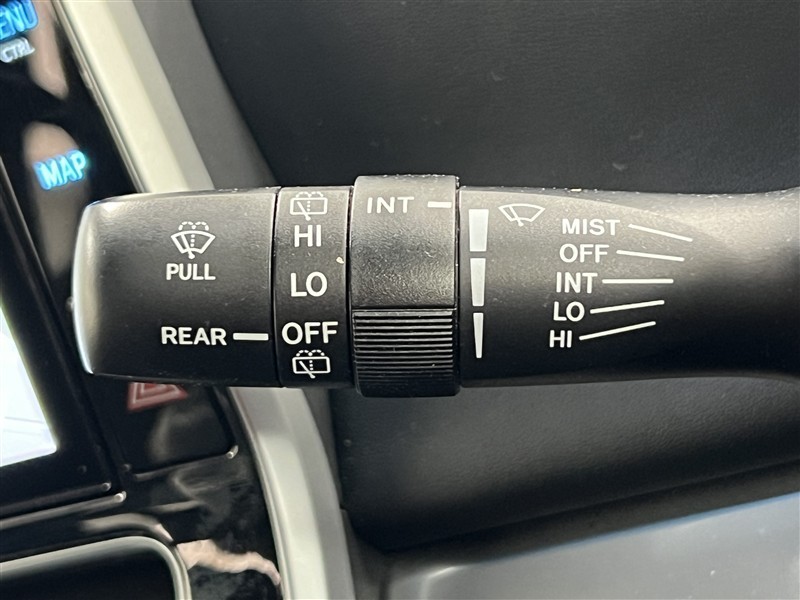 MENU
CTRL
MAP
PULL
REAR
HI
LO
OFF
INT
MIST
OFF
INT
LO
HI